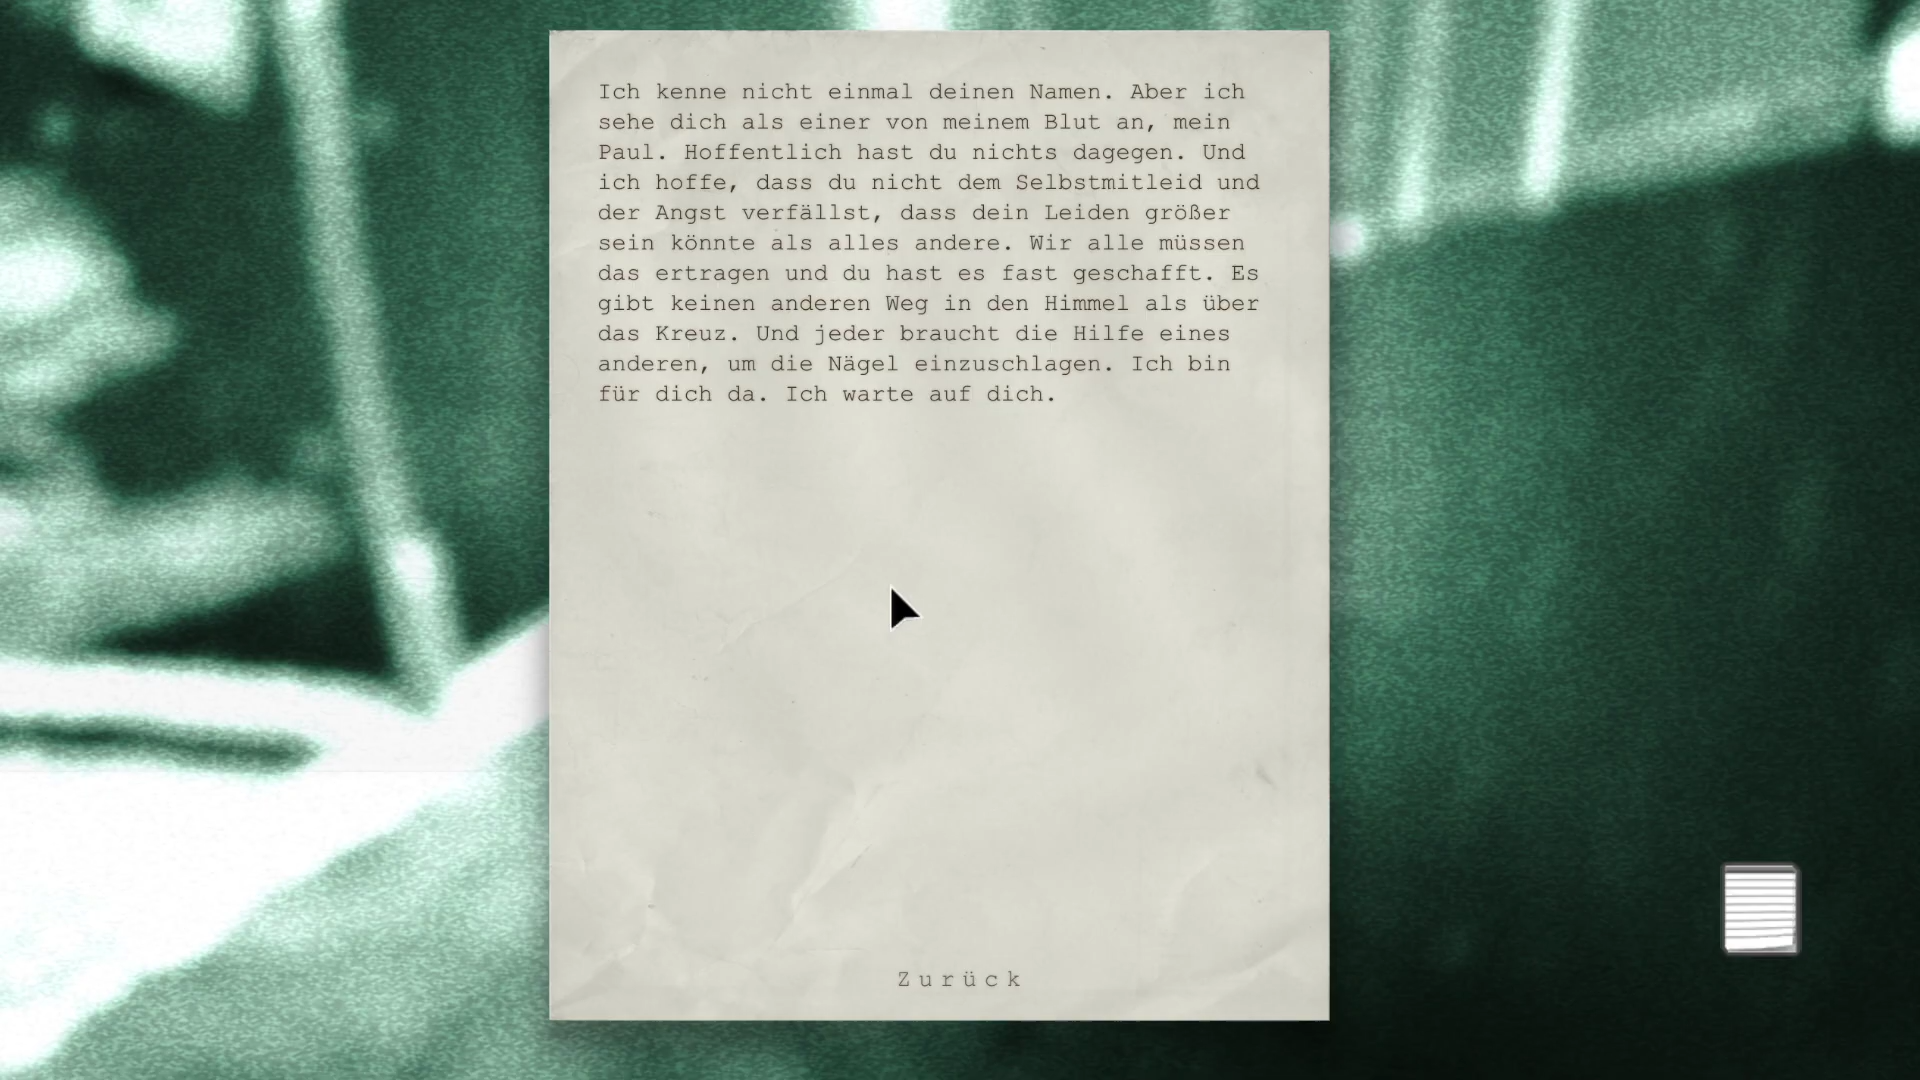 Ich kenne nicht einmal deinen Namen. Aber ich
sehe dich als einer von meinem Blut an, mein
Paul. Hoffentlich hast du nichts dagegen. Und
ich hoffe, dass du nicht dem Selbstmitleid und
der Angst verfällst, dass dein Leiden größer
sein könnte als alles andere. Wir alle müssen
das ertragen und du hast es fast geschafft. Es
gibt keinen anderen Weg in den Himmel als über
das Kreuz. Und jeder braucht die Hilfe eines
anderen, um die Nägel einzuschlagen. Ich bin
für dich da. Ich warte auf dich.
Zurück